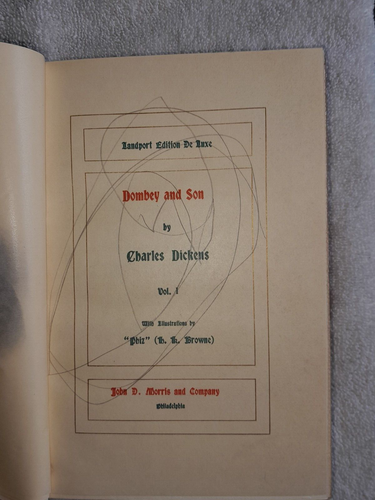 Landport Edition De Luxe
Dombey and Son
by
Charles Dickens
Vol. 1
With Illustrations by
"Phiz" (H. K. Browne)
John D. Morris and Company
Philadelphia